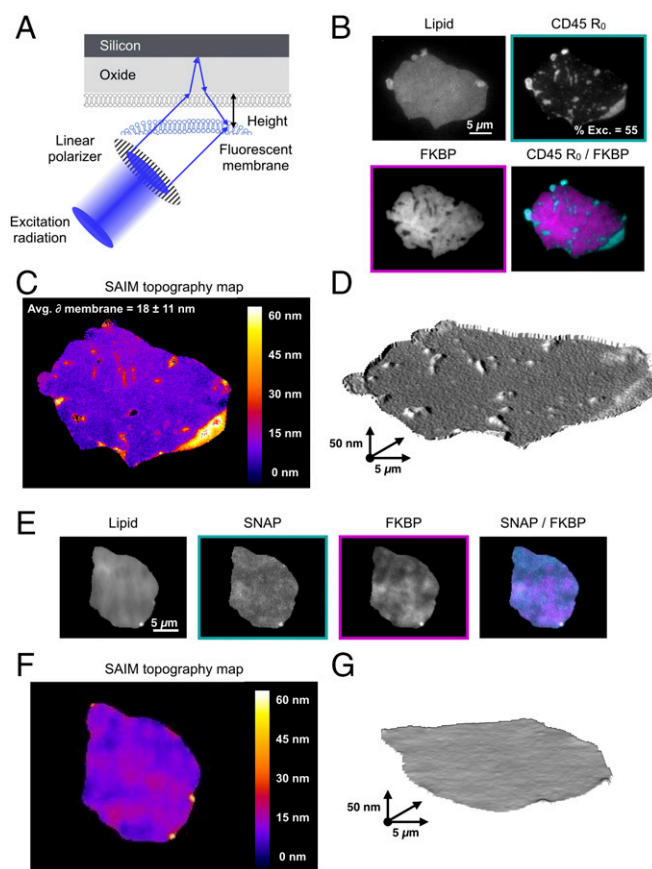 A
Silicon
Oxide
Height
Linear
polarizer
Fluorescent
membrane
Excitation
radiation
B
Lipid
CD45 R₀
5 µm
% Exc. = 55
FKBP
CD45 R₀ / FKBP
C
SAIM topography map
Avg. ∂ membrane = 18 ± 11 nm
60 nm
45 nm
30 nm
15 nm
0 nm
D
50 nm
5 µm
E
Lipid
SNAP
FKBP
SNAP / FKBP
5 µm
F
SAIM topography map
60 nm
45 nm
30 nm
15 nm
0 nm
G
50 nm
5 µm